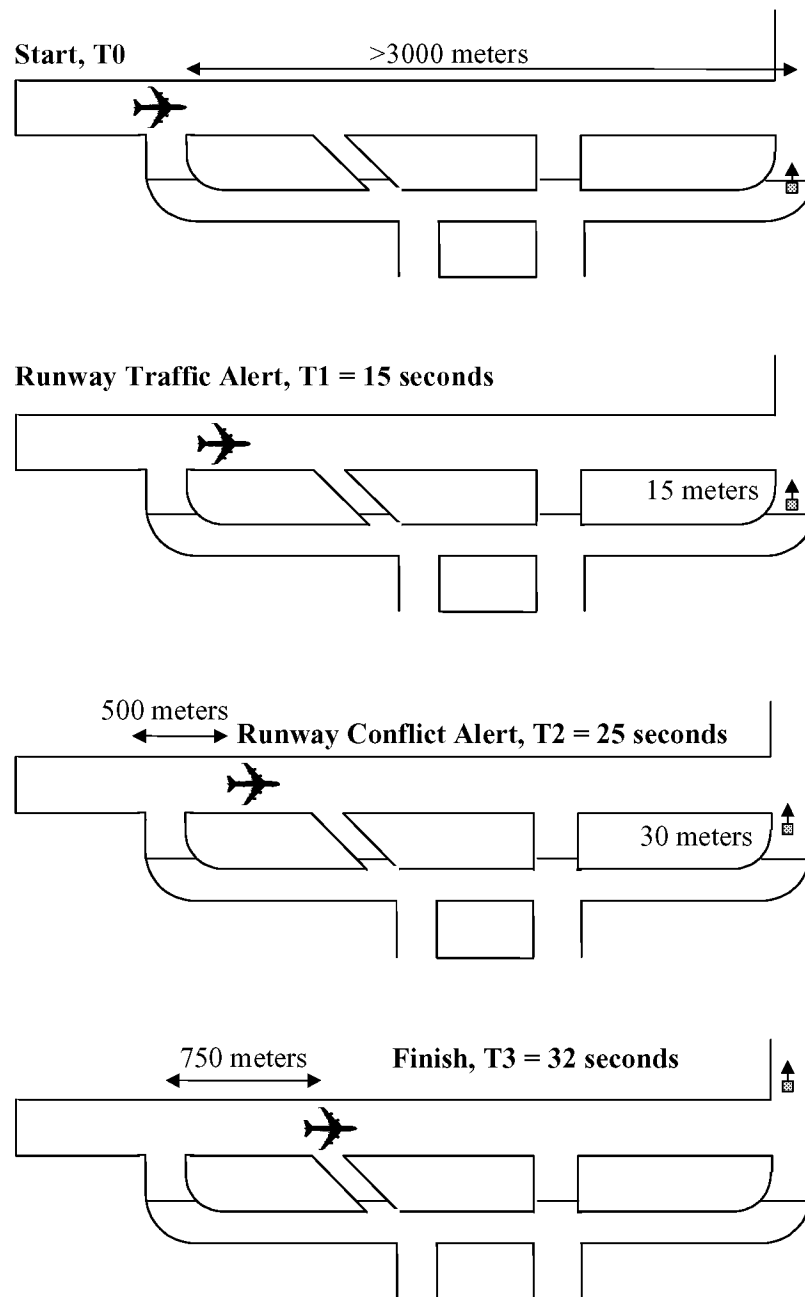 Start, T0
>3000 meters
Runway Traffic Alert, T1 = 15 seconds
15 meters
500 meters
Runway Conflict Alert, T2 = 25 seconds
30 meters
750 meters
Finish, T3 = 32 seconds